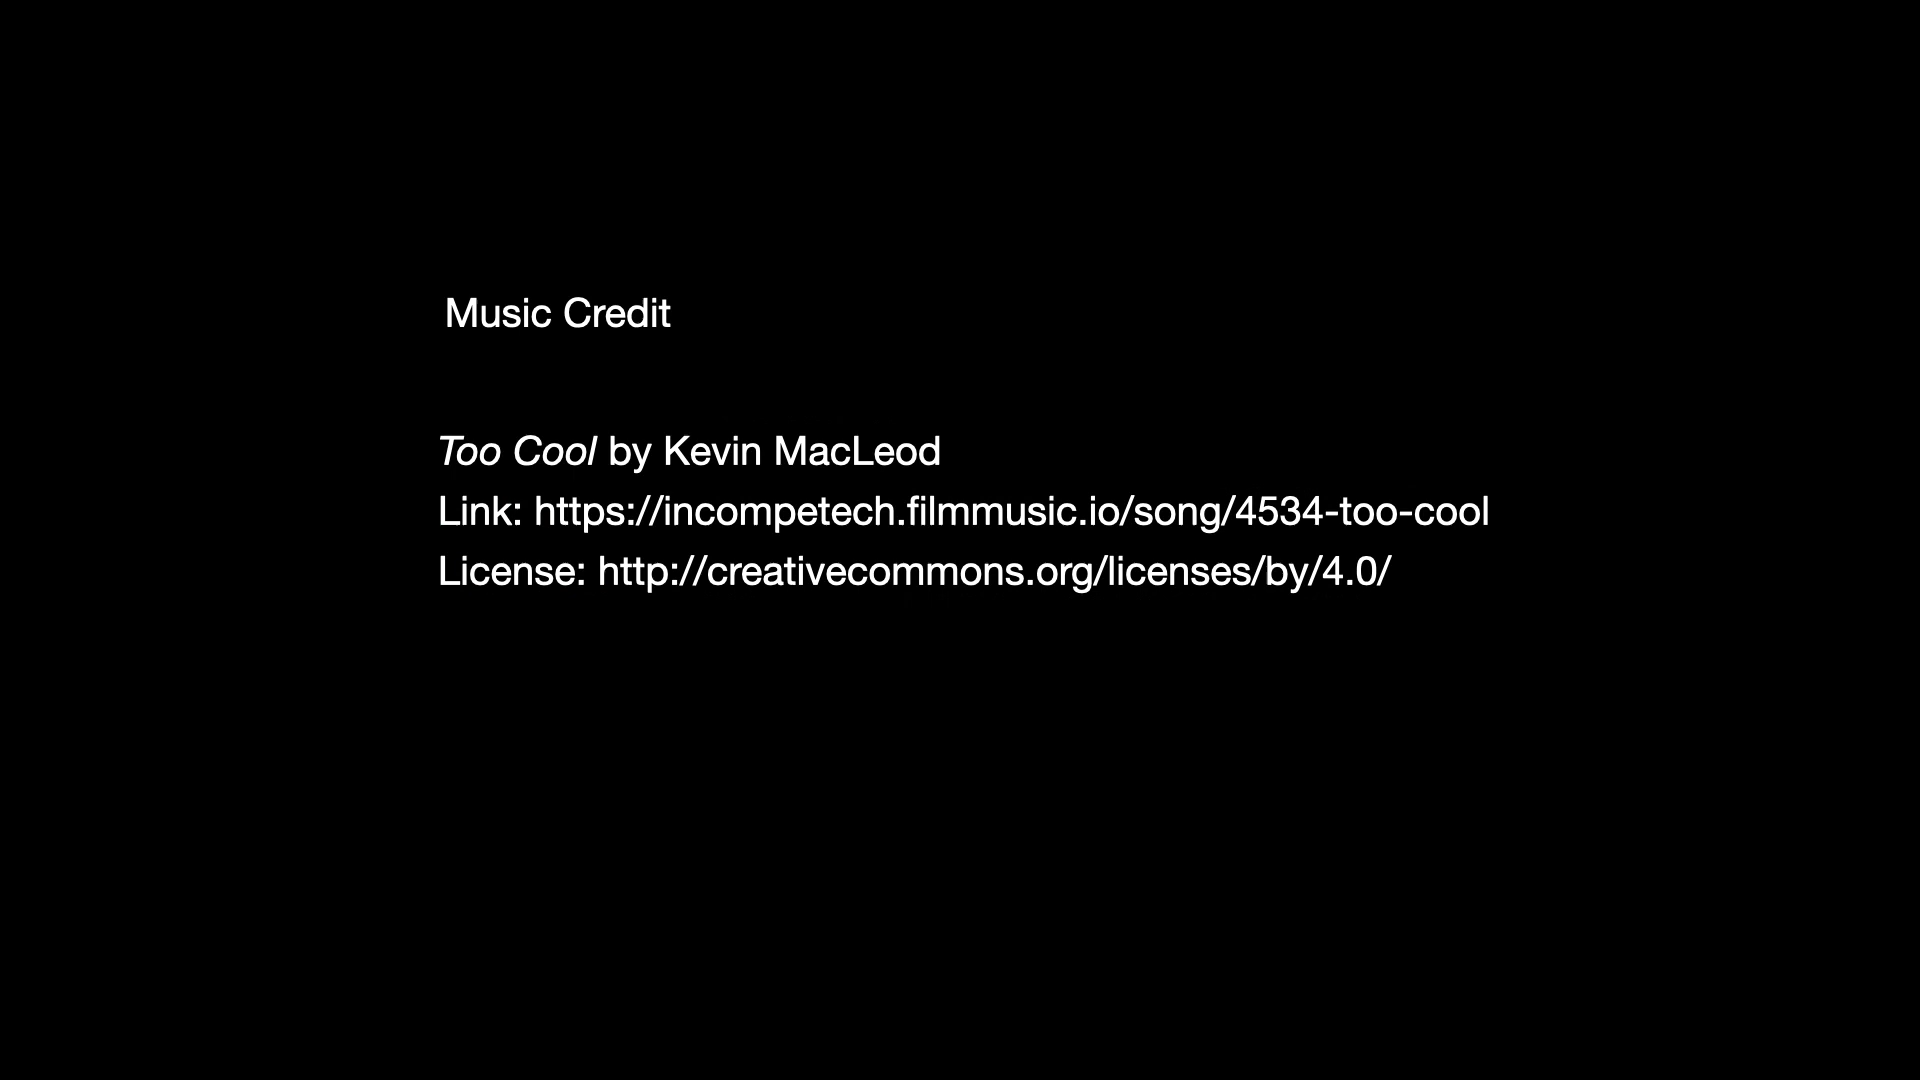 Music Credit
Too Cool by Kevin MacLeod
Link: https://incompetech.filmmusic.io/song/4534-too-cool
License: http://creativecommons.org/licenses/by/4.0/